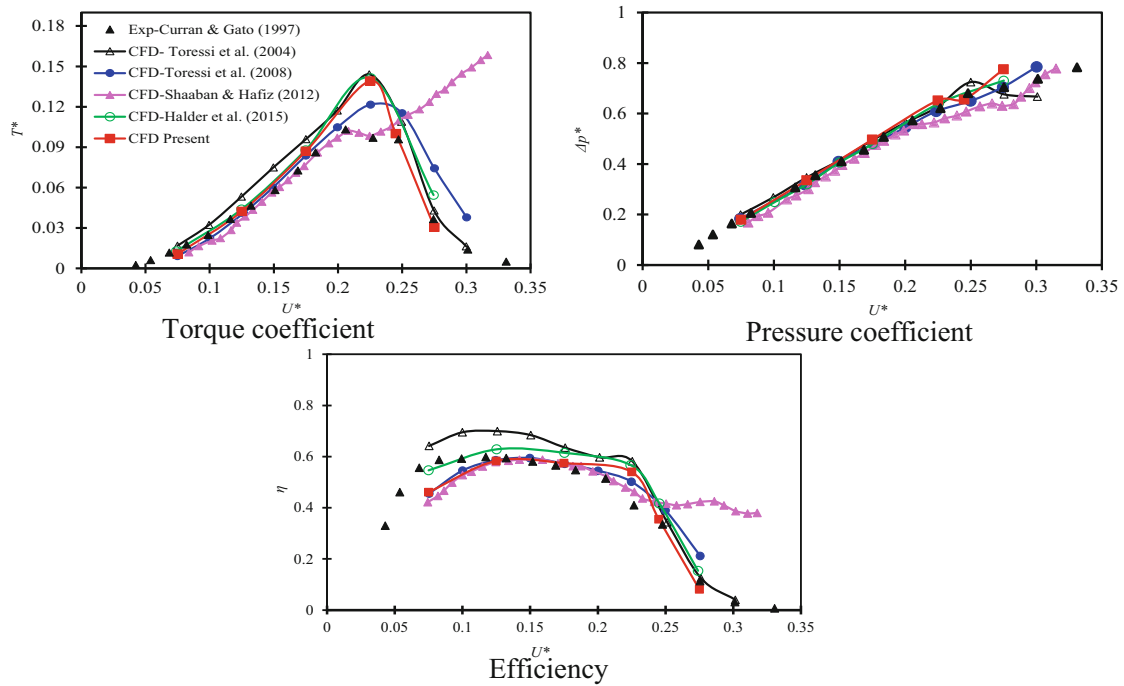 0.18
0.15
0.12
0.09
0.06
0.03
0
T*
Exp-Curran & Gato (1997)
CFD- Toressi et al. (2004)
CFD-Toressi et al. (2008)
CFD-Shaaban & Hafiz (2012)
CFD-Halder et al. (2015)
CFD Present
0 0.05 0.1 0.15 0.2 0.25 0.3 0.35
U*
Torque coefficient
1
0.8
0.6
0.4
0.2
0
Δp*
0 0.05 0.1 0.15 0.2 0.25 0.3 0.35
U*
Pressure coefficient
1
0.8
0.6
0.4
0.2
0
η
0 0.05 0.1 0.15 0.2 0.25 0.3 0.35
U*
Efficiency